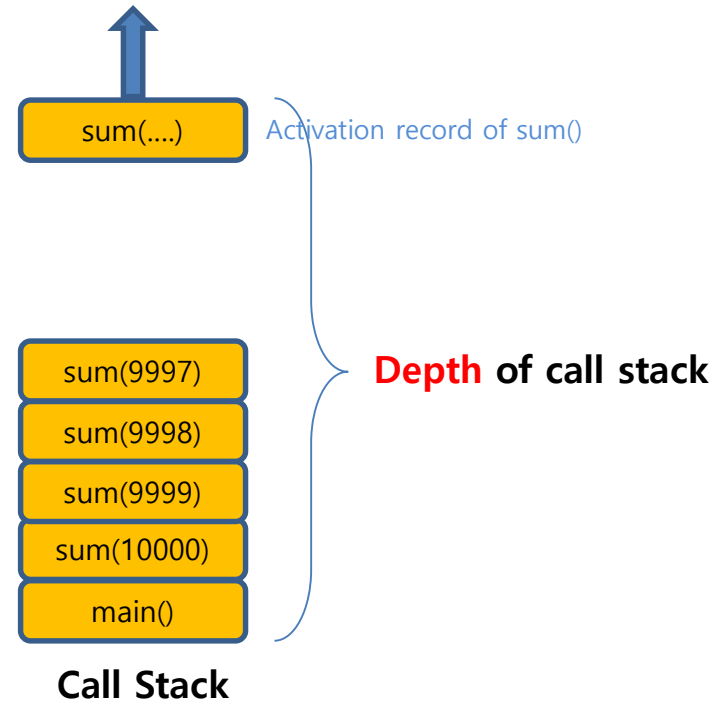 sum(....)
Activation record of sum()
sum(9997)
Depth of call stack
sum(9998)
sum(9999)
sum(10000)
main()
Call Stack